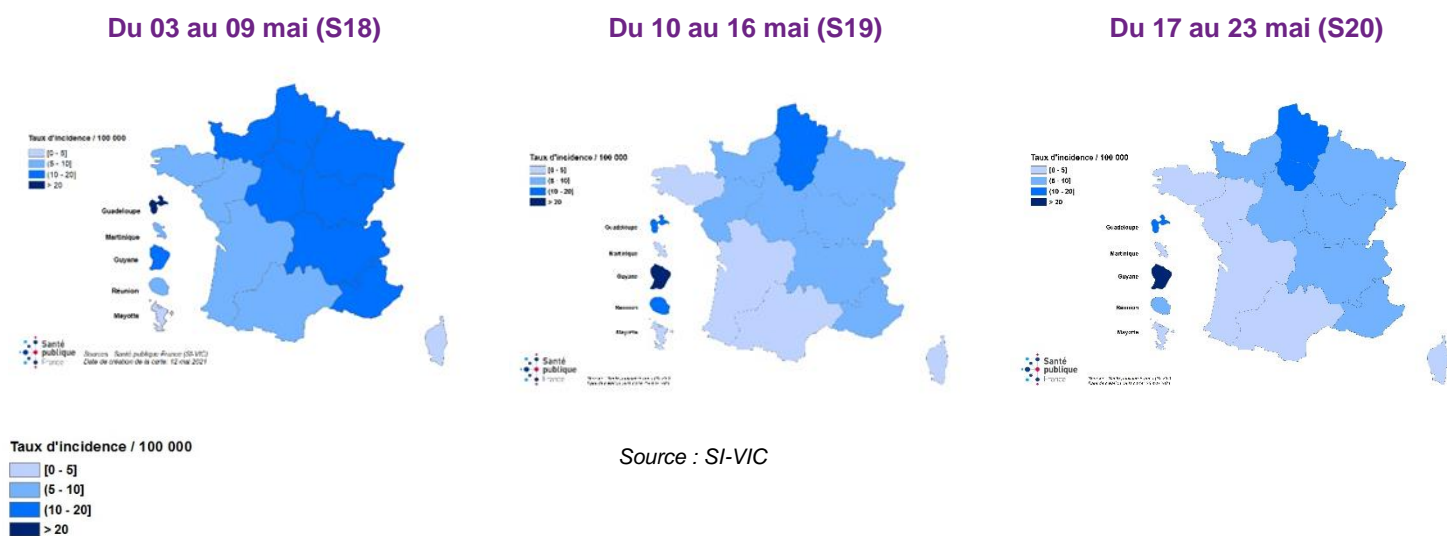 Du 03 au 09 mai (S18)
Du 10 au 16 mai (S19)
Du 17 au 23 mai (S20)
Taux d'incidence / 100 000
[0 - 5]
(5 - 10]
(10 - 20]
> 20
Guadeloupe
Martinique
Guyane
Réunion
Mayotte
Santé
publique
France
Sources : Santé publique France (SI-VIC)
Date de création de la carte: 12 mai 2021
Taux d'incidence / 100 000
[0 - 5]
(5 - 10]
(10 - 20]
> 20
Guadeloupe
Martinique
Guyane
Réunion
Mayotte
Santé
publique
France
Taux d'incidence / 100 000
[0 - 5]
(5 - 10]
(10 - 20]
> 20
Guadeloupe
Martinique
Guyane
Réunion
Mayotte
Santé
publique
France
Taux d'incidence / 100 000
[0 - 5]
(5 - 10]
(10 - 20]
> 20
Source : SI-VIC